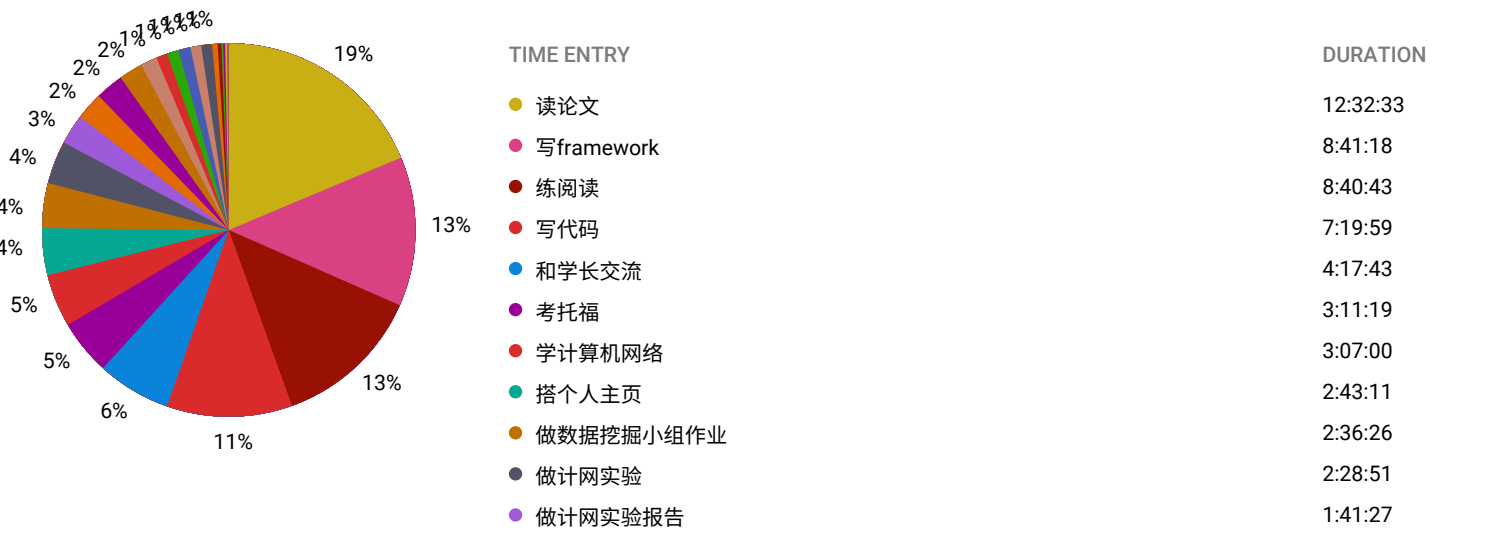 TIME ENTRY DURATION
读论文 12:32:33
写framework 8:41:18
练阅读 8:40:43
写代码 7:19:59
和学长交流 4:17:43
考托福 3:11:19
学计算机网络 3:07:00
搭个人主页 2:43:11
做数据挖掘小组作业 2:36:26
做计网实验 2:28:51
做计网实验报告 1:41:27
19%
13%
13%
11%
6%
5%
5%
4%
4%
4%
3%
2%
2%
2%
1%
1%
1%
1%
1%